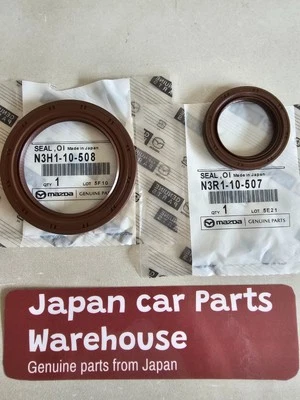 SEAL , OI Made in Japan
N3H1-10-508
QTY 1 LOT 5F10
mazda GENUINE PARTS
SEAL , OI Made in Japan
N3R1-10-507
QTY 1 LOT 5E21
mazda GENUINE PARTS
Japan car Parts
Warehouse
Genuine parts from Japan